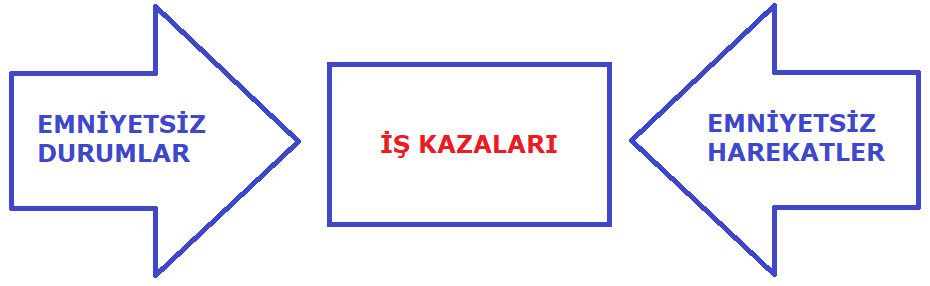 EMNİYETSİZ
DURUMLAR
İŞ KAZALARI
EMNİYETSİZ
HAREKATLER